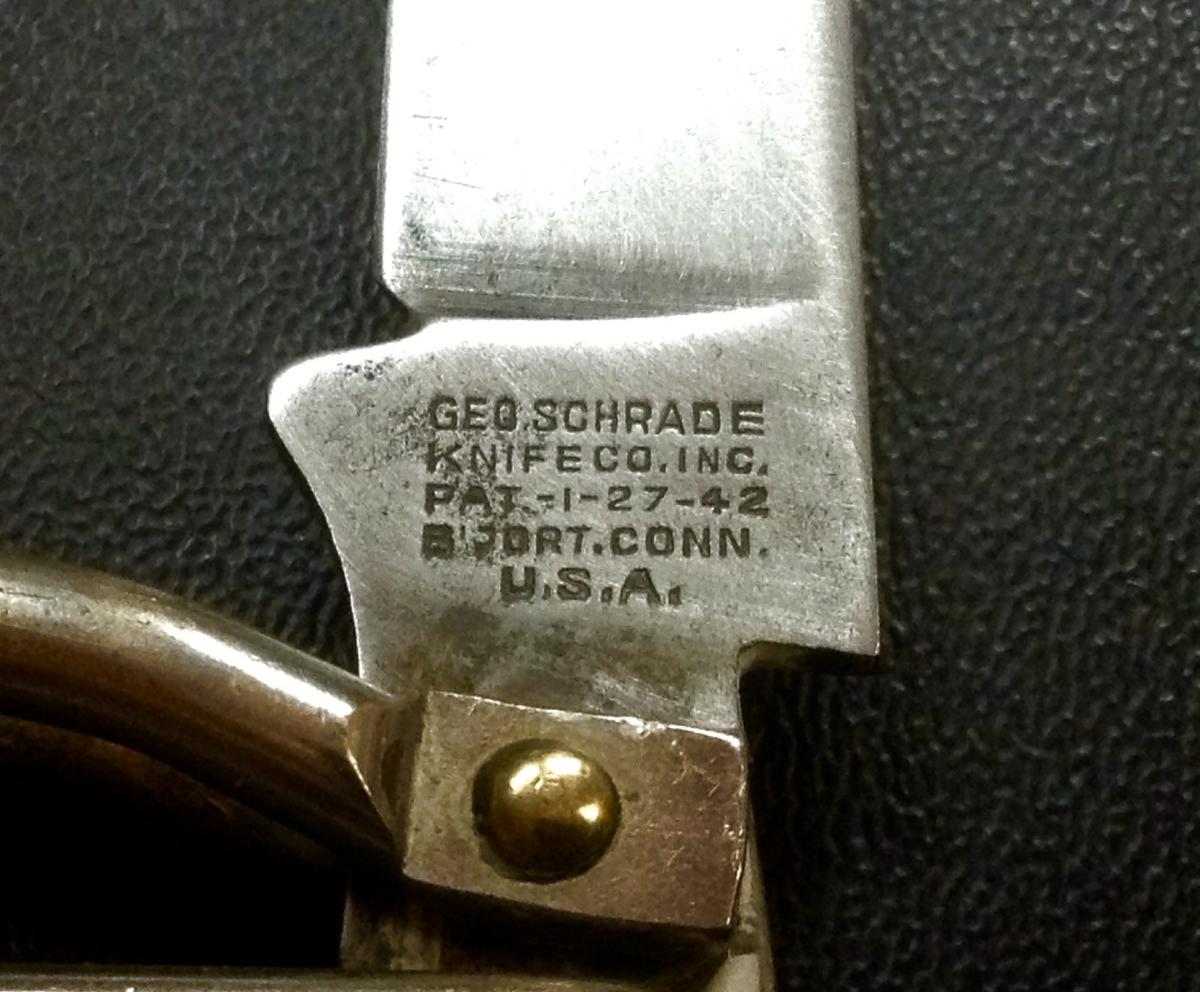 GEO.SCHRADE
KNIFE CO. INC.
PAT-1-27-42
B'PORT. CONN.
U.S.A.